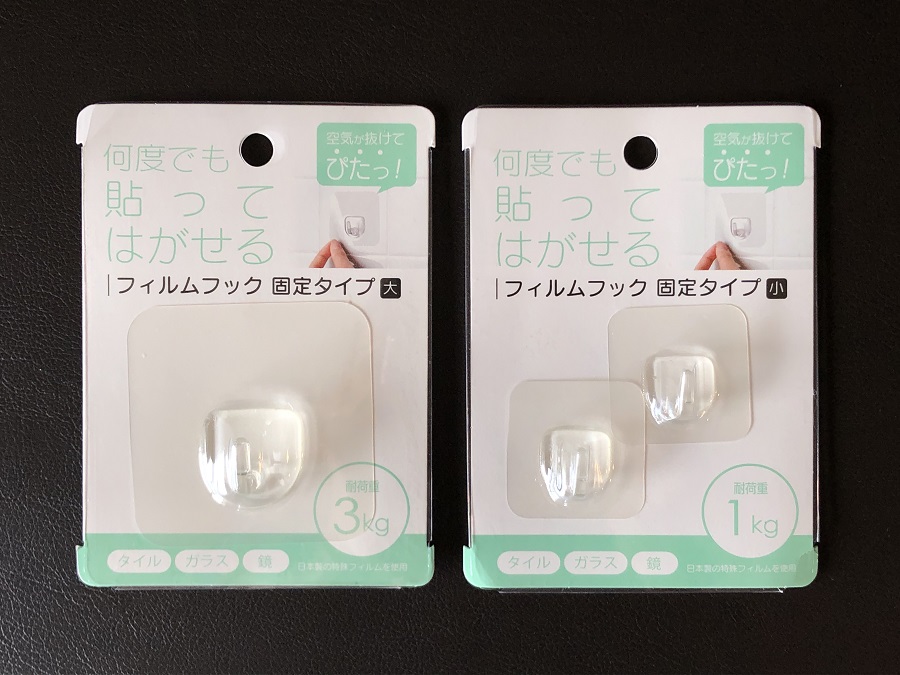 何度でも
貼って
はがせる
空気が抜けて
ぴたっ!
フィルムフック 固定タイプ 大
耐荷重
3kg
タイル ガラス 鏡
日本製の特殊フィルムを使用
何度でも
貼って
はがせる
空気が抜けて
ぴたっ!
フィルムフック 固定タイプ 小
耐荷重
1kg
タイル ガラス 鏡
日本製の特殊フィルムを使用